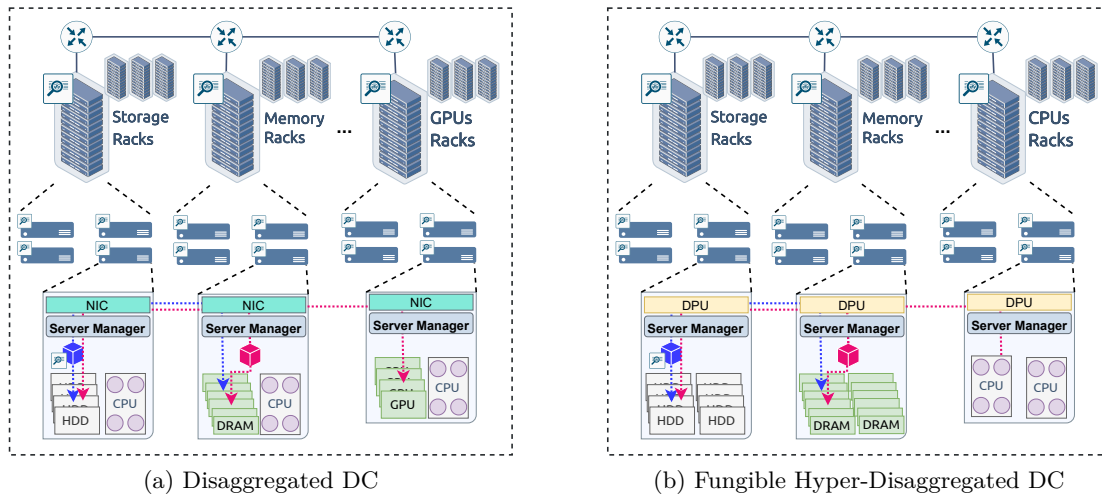 Storage
Racks
Memory
Racks
...
GPUs
Racks
NIC
NIC
NIC
Server Manager
Server Manager
Server Manager
HDD
CPU
DRAM
CPU
GPU
CPU
(a) Disaggregated DC
Storage
Racks
Memory
Racks
...
CPUs
Racks
DPU
DPU
DPU
Server Manager
Server Manager
Server Manager
HDD
HDD
DRAM
DRAM
CPU
CPU
(b) Fungible Hyper-Disaggregated DC